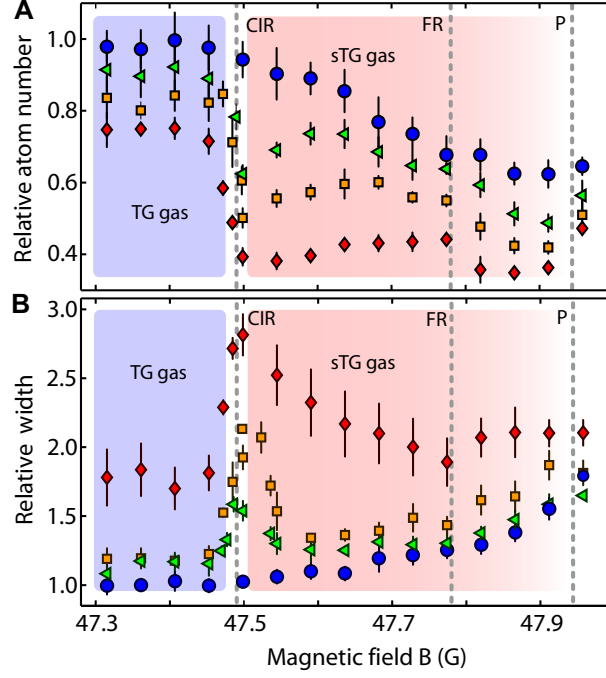 A
Relative atom number
1.0
0.8
0.6
0.4
CIR
FR
P
sTG gas
TG gas
B
Relative width
3.0
2.5
2.0
1.5
1.0
CIR
FR
P
TG gas
sTG gas
47.3
47.5
47.7
47.9
Magnetic field B (G)